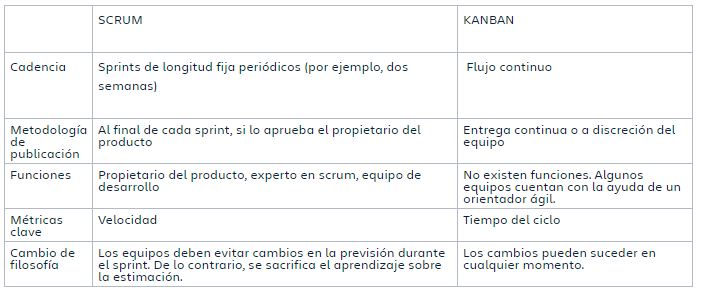 SCRUM
KANBAN
Cadencia
Sprints de longitud fija periódicos (por ejemplo, dos
semanas)
Flujo continuo
Metodología
de
publicación
Al final de cada sprint, si lo aprueba el propietario del
producto
Entrega continua o a discreción del
equipo
Funciones
Propietario del producto, experto en scrum, equipo de
desarrollo
No existen funciones. Algunos
equipos cuentan con la ayuda de un
orientador ágil.
Métricas
clave
Velocidad
Tiempo del ciclo
Cambio de
filosofía
Los equipos deben evitar cambios en la previsión durante
el sprint. De lo contrario, se sacrifica el aprendizaje sobre
la estimación.
Los cambios pueden suceder en
cualquier momento.